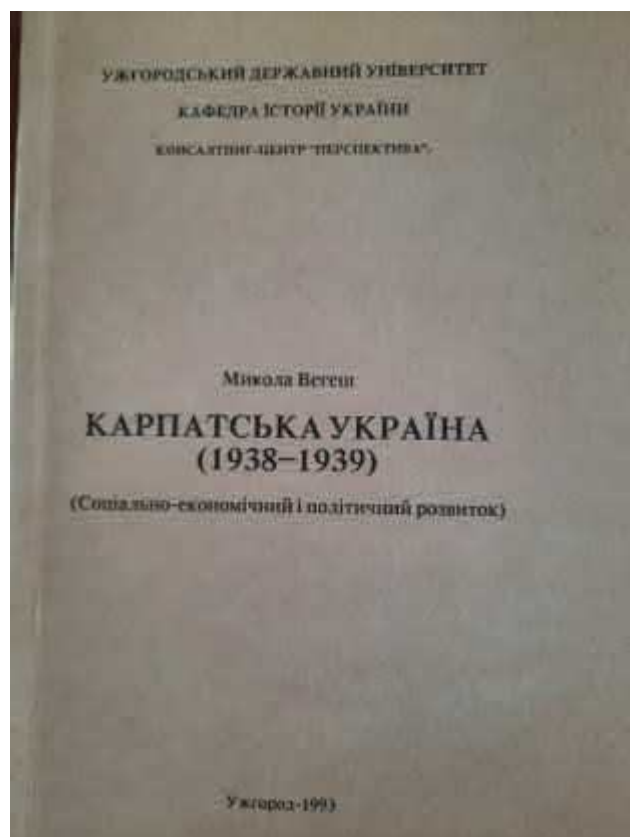 УЖГОРОДСЬКИЙ ДЕРЖАВНИЙ УНІВЕРСИТЕТ
КАФЕДРА ІСТОРІЇ УКРАЇНИ
КОНСАЛТИНГ-ЦЕНТР "ПЕРСПЕКТИВА"
Микола Вегеш
КАРПАТСЬКА УКРАЇНА
(1938–1939)
(Соціально-економічний і політичний розвиток)
Ужгород-1993